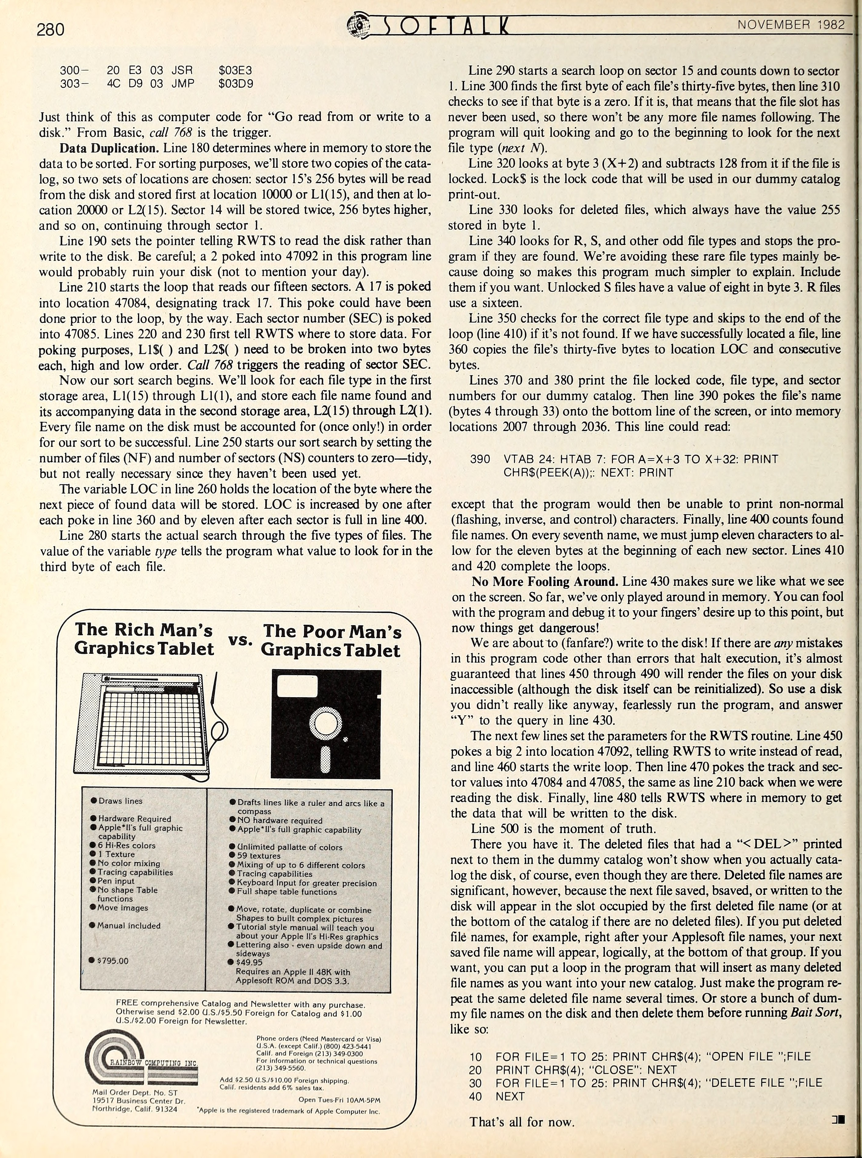 280
SOFTALK
NOVEMBER 1982
300– 20 E3 03 JSR $03E3
303– 4C D9 03 JMP $03D9
Just think of this as computer code for “Go read from or write to a
disk.” From Basic, call 768 is the trigger.
Data Duplication. Line 180 determines where in memory to store the
data to be sorted. For sorting purposes, we’ll store two copies of the cata-
log, so two sets of locations are chosen: sector 15’s 256 bytes will be read
from the disk and stored first at location 10000 or L1(15), and then at lo-
cation 20000 or L2(15). Sector 14 will be stored twice, 256 bytes higher,
and so on, continuing through sector 1.
Line 190 sets the pointer telling RWTS to read the disk rather than
write to the disk. Be careful; a 2 poked into 47092 in this program line
would probably ruin your disk (not to mention your day).
Line 210 starts the loop that reads our fifteen sectors. A 17 is poked
into location 47084, designating track 17. This poke could have been
done prior to the loop, by the way. Each sector number (SEC) is poked
into 47085. Lines 220 and 230 first tell RWTS where to store data. For
poking purposes, L1$( ) and L2$( ) need to be broken into two bytes
each, high and low order. Call 768 triggers the reading of sector SEC.
Now our sort search begins. We’ll look for each file type in the first
storage area, L1(15) through L1(1), and store each file name found and
its accompanying data in the second storage area, L2(15) through L2(1).
Every file name on the disk must be accounted for (once only!) in order
for our sort to be successful. Line 250 starts our sort search by setting the
number of files (NF) and number of sectors (NS) counters to zero—tidy,
but not really necessary since they haven’t been used yet.
The variable LOC in line 260 holds the location of the byte where the
next piece of found data will be stored. LOC is increased by one after
each poke in line 360 and by eleven after each sector is full in line 400.
Line 280 starts the actual search through the five types of files. The
value of the variable type tells the program what value to look for in the
third byte of each file.
The Rich Man’s
Graphics Tablet
vs.
The Poor Man’s
Graphics Tablet
● Draws lines
● Hardware Required
● Apple*II’s full graphic
capability
● 6 Hi-Res colors
● 1 Texture
● No color mixing
● Tracing capabilities
● Pen input
● No shape Table
functions
● Move images
● Manual included
● $795.00
● Drafts lines like a ruler and arcs like a
compass
● NO hardware required
● Apple*II’s full graphic capability
● Unlimited pallatte of colors
● 59 textures
● Mixing of up to 6 different colors
● Tracing capabilities
● Keyboard Input for greater precision
● Full shape table functions
● Move, rotate, duplicate or combine
Shapes to built complex pictures
● Tutorial style manual will teach you
about your Apple II’s Hi-Res graphics
● Lettering also - even upside down and
sideways
● $49.95
Requires an Apple II 48K with
Applesoft ROM and DOS 3.3.
FREE comprehensive Catalog and Newsletter with any purchase.
Otherwise send $2.00 U.S./$5.50 Foreign for Catalog and $1.00
U.S./$2.00 Foreign for Newsletter.
RAINBOW COMPUTING INC.
Mail Order Dept. No. ST
19517 Business Center Dr.
Northridge, Calif. 91324
Phone orders (Need Mastercard or Visa)
U.S.A. (except Calif.) (800) 423-5441
Calif. and Foreign (213) 349-0300
For information or technical questions
(213) 349-5560.
Add $2.50 U.S./$10.00 Foreign shipping.
Calif. residents add 6% sales tax.
Open Tues-Fri 10AM-5PM
*Apple is the registered trademark of Apple Computer Inc.
Line 290 starts a search loop on sector 15 and counts down to sector
1. Line 300 finds the first byte of each file’s thirty-five bytes, then line 310
checks to see if that byte is a zero. If it is, that means that the file slot has
never been used, so there won’t be any more file names following. The
program will quit looking and go to the beginning to look for the next
file type (next N).
Line 320 looks at byte 3 (X+2) and subtracts 128 from it if the file is
locked. Lock$ is the lock code that will be used in our dummy catalog
print-out.
Line 330 looks for deleted files, which always have the value 255
stored in byte 1.
Line 340 looks for R, S, and other odd file types and stops the pro-
gram if they are found. We’re avoiding these rare file types mainly be-
cause doing so makes this program much simpler to explain. Include
them if you want. Unlocked S files have a value of eight in byte 3. R files
use a sixteen.
Line 350 checks for the correct file type and skips to the end of the
loop (line 410) if it’s not found. If we have successfully located a file, line
360 copies the file’s thirty-five bytes to location LOC and consecutive
bytes.
Lines 370 and 380 print the file locked code, file type, and sector
numbers for our dummy catalog. Then line 390 pokes the file’s name
(bytes 4 through 33) onto the bottom line of the screen, or into memory
locations 2007 through 2036. This line could read:
390 VTAB 24: HTAB 7: FOR A=X+3 TO X+32: PRINT
CHR$(PEEK(A));: NEXT: PRINT
except that the program would then be unable to print non-normal
(flashing, inverse, and control) characters. Finally, line 400 counts found
file names. On every seventh name, we must jump eleven characters to al-
low for the eleven bytes at the beginning of each new sector. Lines 410
and 420 complete the loops.
No More Fooling Around. Line 430 makes sure we like what we see
on the screen. So far, we’ve only played around in memory. You can fool
with the program and debug it to your fingers’ desire up to this point, but
now things get dangerous!
We are about to (fanfare?) write to the disk! If there are any mistakes
in this program code other than errors that halt execution, it’s almost
guaranteed that lines 450 through 490 will render the files on your disk
inaccessible (although the disk itself can be reinitialized). So use a disk
you didn’t really like anyway, fearlessly run the program, and answer
“Y” to the query in line 430.
The next few lines set the parameters for the RWTS routine. Line 450
pokes a big 2 into location 47092, telling RWTS to write instead of read,
and line 460 starts the write loop. Then line 470 pokes the track and sec-
tor values into 47084 and 47085, the same as line 210 back when we were
reading the disk. Finally, line 480 tells RWTS where in memory to get
the data that will be written to the disk.
Line 500 is the moment of truth.
There you have it. The deleted files that had a “< DEL >” printed
next to them in the dummy catalog won’t show when you actually cata-
log the disk, of course, even though they are there. Deleted file names are
significant, however, because the next file saved, bsaved, or written to the
disk will appear in the slot occupied by the first deleted file name (or at
the bottom of the catalog if there are no deleted files). If you put deleted
file names, for example, right after your Applesoft file names, your next
saved file name will appear, logically, at the bottom of that group. If you
want, you can put a loop in the program that will insert as many deleted
file names as you want into your new catalog. Just make the program re-
peat the same deleted file name several times. Or store a bunch of dum-
my file names on the disk and then delete them before running Bait Sort,
like so:
10 FOR FILE=1 TO 25: PRINT CHR$(4); “OPEN FILE ”;FILE
20 PRINT CHR$(4); “CLOSE”: NEXT
30 FOR FILE=1 TO 25: PRINT CHR$(4); “DELETE FILE ”;FILE
40 NEXT
That’s all for now.